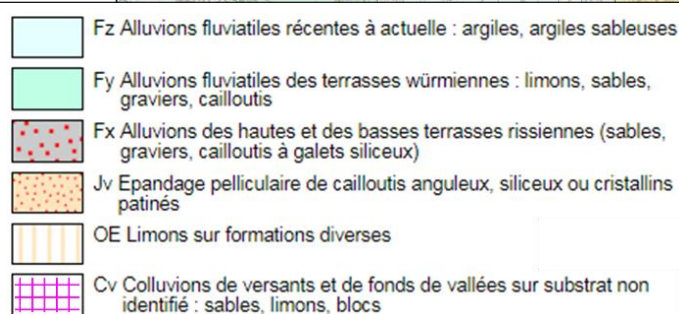 Fz Alluvions fluviatiles récentes à actuelle : argiles, argiles sableuses
Fy Alluvions fluviatiles des terrasses würmiennes : limons, sables,
graviers, cailloutis
Fx Alluvions des hautes et des basses terrasses rissiennes (sables,
graviers, cailloutis à galets siliceux)
Jv Epandage pelliculaire de cailloutis anguleux, siliceux ou cristallins
patinés
OE Limons sur formations diverses
Cv Colluvions de versants et de fonds de vallées sur substrat non
identifié : sables, limons, blocs